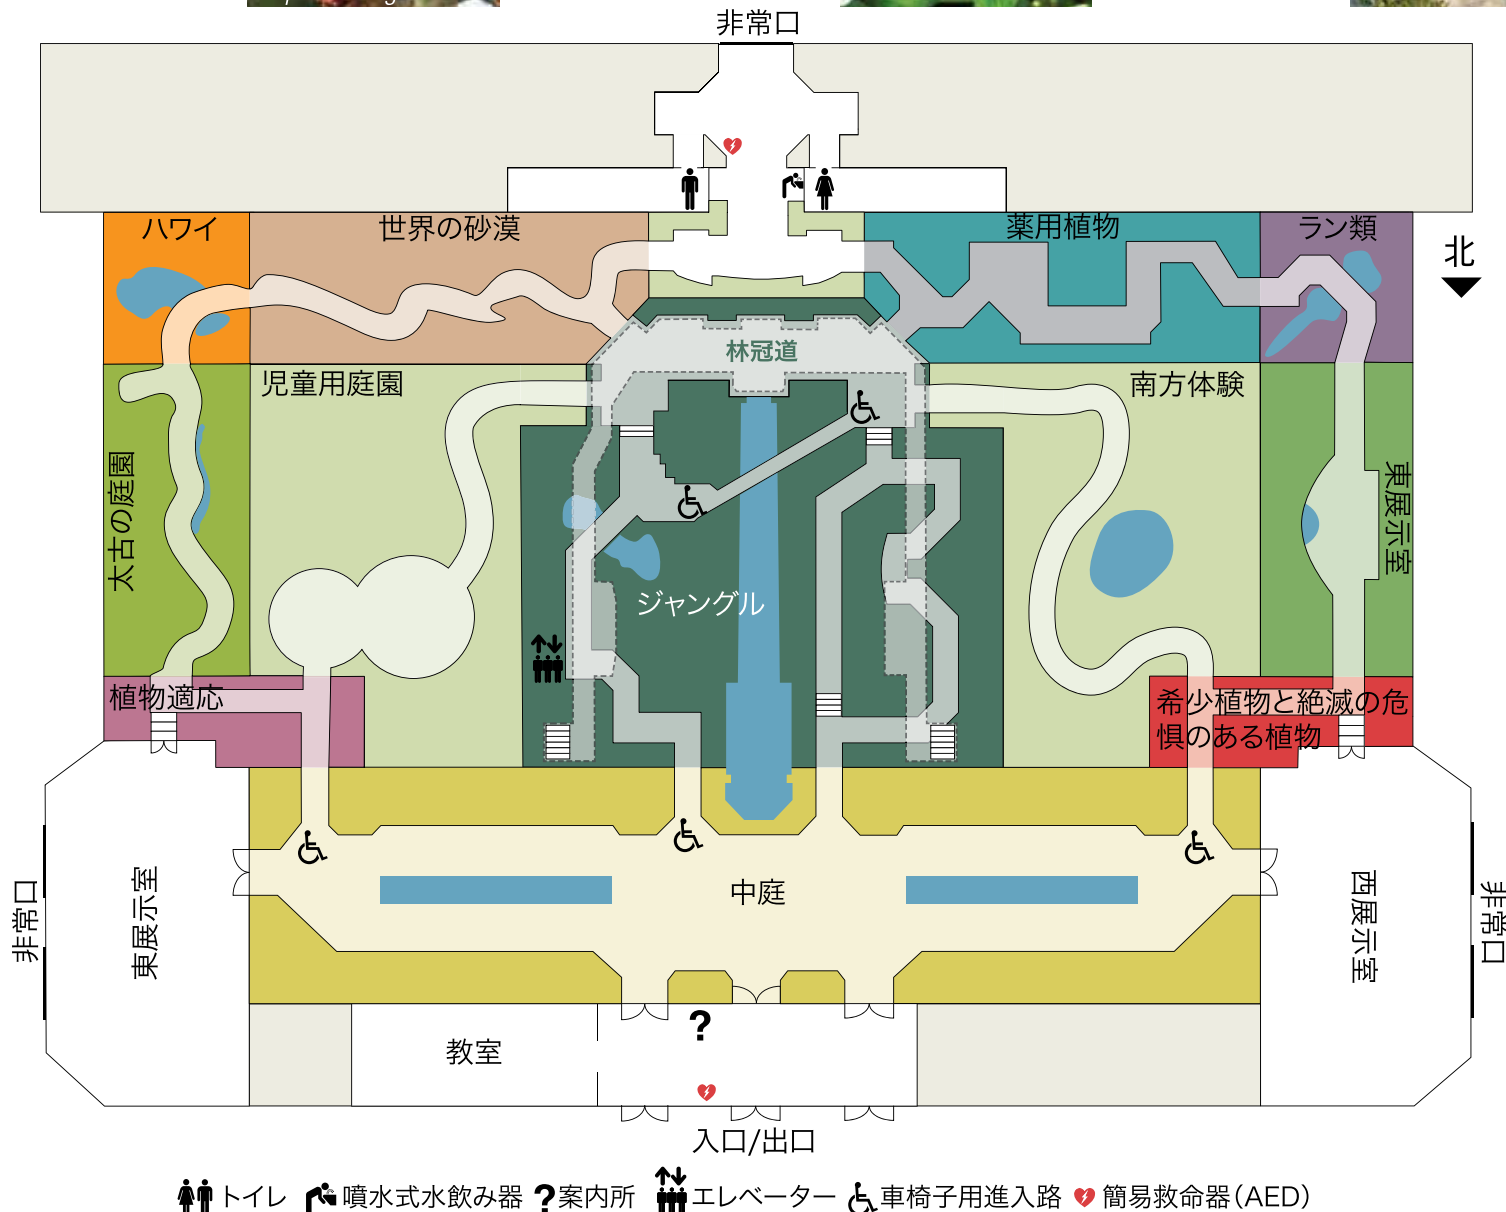 非常口
ハワイ
世界の砂漠
薬用植物
ラン類
北
林冠道
児童用庭園
南方体験
太古の庭園
東展示室
ジャングル
植物適応
希少植物と絶滅の危
惧のある植物
非常口
東展示室
中庭
西展示室
非常口
?
教室
入口/出口
トイレ
噴水式水飲み器
?案内所
エレベーター
車椅子用進入路
簡易救命器(AED)